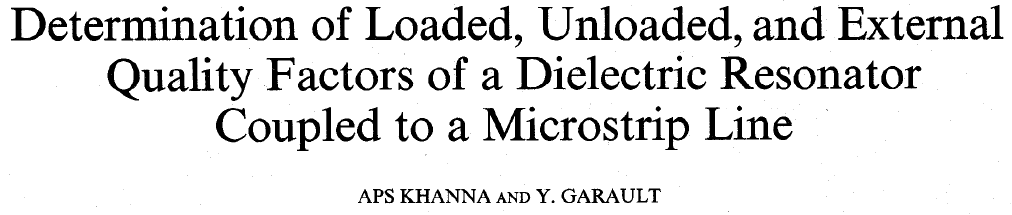 Determination of Loaded, Unloaded, and External
Quality Factors of a Dielectric Resonator
Coupled to a Microstrip Line
APS KHANNA AND Y. GARAULT